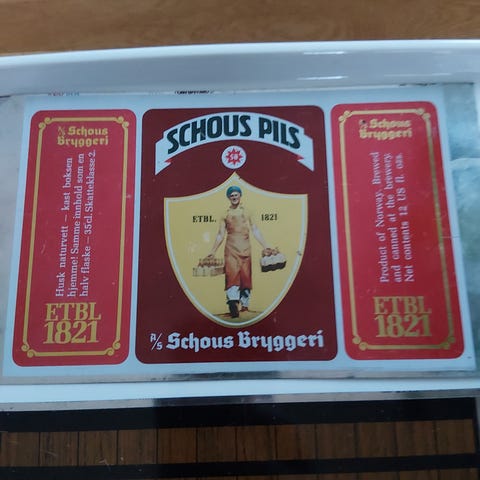 A/S Schous
Bryggeri
Husk naturvett — kast boksen
hjemme! Samme innhold som en
halv flaske — 35cl. Skatteklasse 2.
ETBL
1821
SCHOUS PILS
ETBL. 1821
A/S Schous Bryggeri
A/S Schous
Bryggeri
Product of Norway. Brewed
and canned at the brewery.
Net contents 12 US fl. ozs.
ETBL
1821